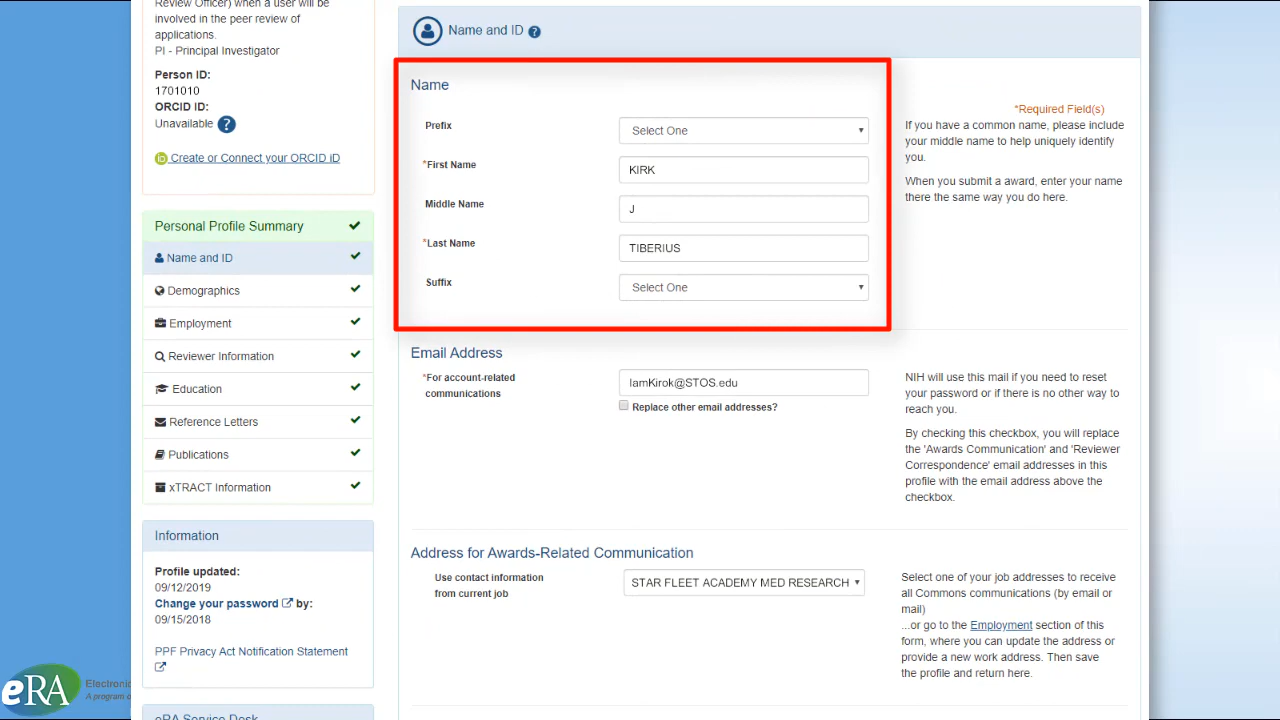 Review Officer) when a user will be
involved in the peer review of
applications.
PI - Principal Investigator
Person ID:
1701010
ORCID ID:
Unavailable ?
iD Create or Connect your ORCID iD
Personal Profile Summary
Name and ID
Demographics
Employment
Reviewer Information
Education
Reference Letters
Publications
xTRACT Information
Information
Profile updated:
09/12/2019
Change your password by:
09/15/2018
PPF Privacy Act Notification Statement
eRA Service Desk
eRA
Electronic
A program o
Name and ID ?
Name
Prefix
Select One
*First Name
KIRK
Middle Name
J
*Last Name
TIBERIUS
Suffix
Select One
*Required Field(s)
If you have a common name, please include
your middle name to help uniquely identify
you.
When you submit a award, enter your name
there the same way you do here.
Email Address
*For account-related
communications
IamKirok@STOS.edu
Replace other email addresses?
NIH will use this mail if you need to reset
your password or if there is no other way to
reach you.
By checking this checkbox, you will replace
the 'Awards Communication' and 'Reviewer
Correspondence' email addresses in this
profile with the email address above the
checkbox.
Address for Awards-Related Communication
Use contact information
from current job
STAR FLEET ACADEMY MED RESEARCH
Select one of your job addresses to receive
all Commons communications (by email or
mail)
...or go to the Employment section of this
form, where you can update the address or
provide a new work address. Then save
the profile and return here.